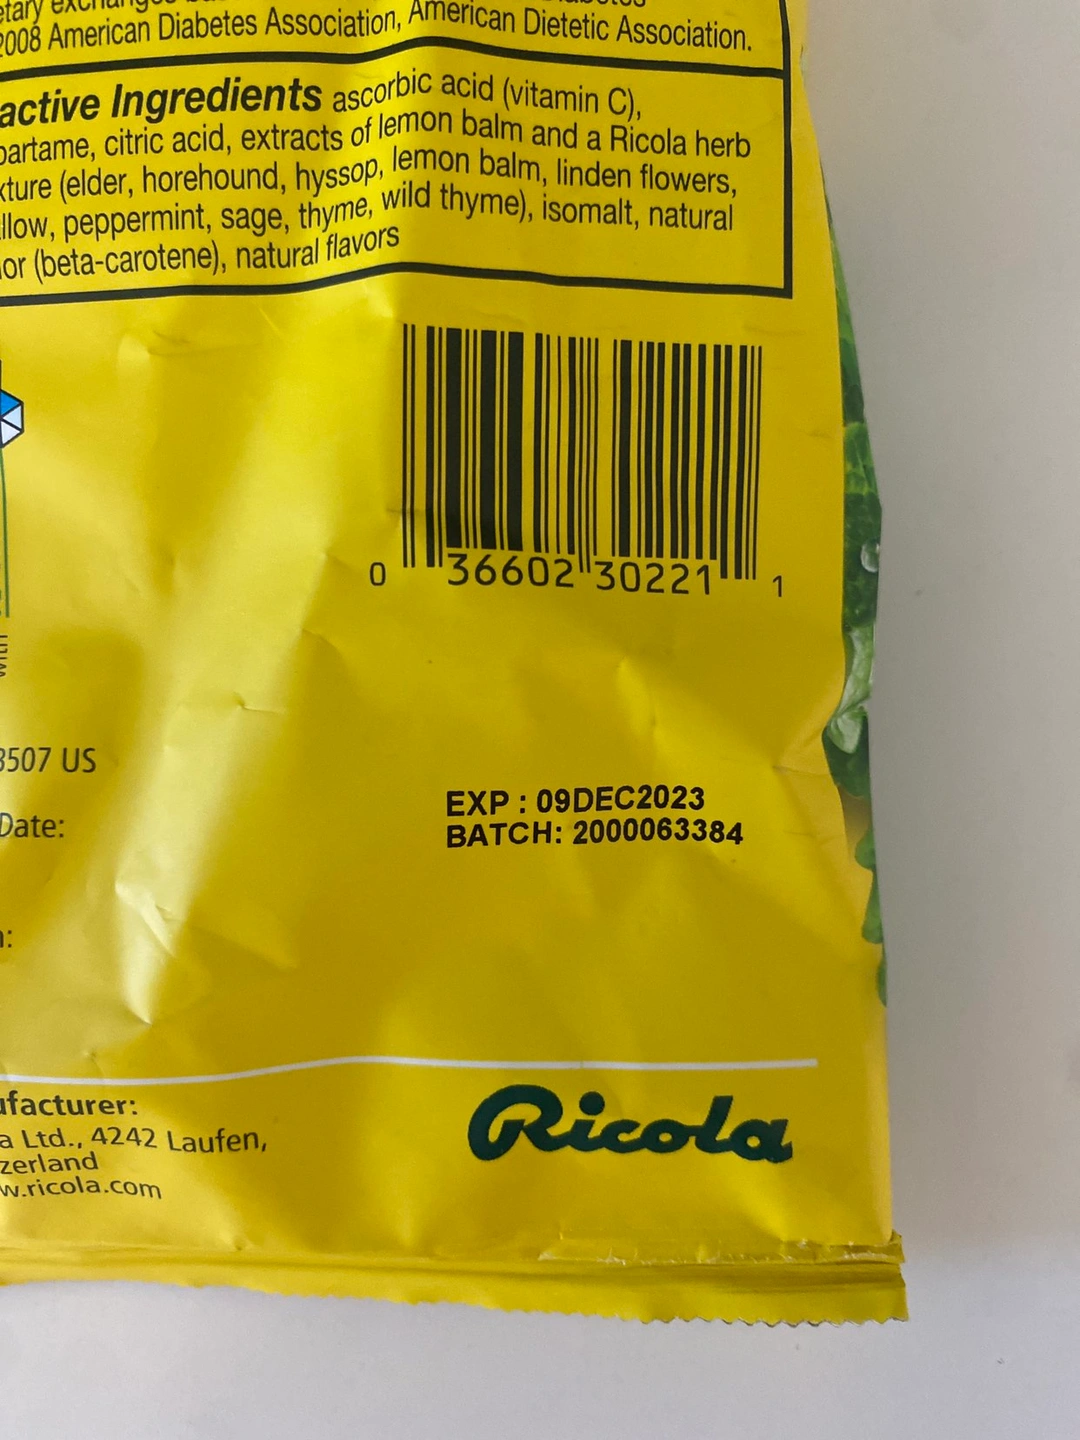 2008 American Diabetes Association, American Dietetic Association.
active Ingredients ascorbic acid (vitamin C),
partame, citric acid, extracts of lemon balm and a Ricola herb
xture (elder, horehound, hyssop, lemon balm, linden flowers,
llow, peppermint, sage, thyme, wild thyme), isomalt, natural
lor (beta-carotene), natural flavors
0 36602 30221 1
3507 US
Date:
EXP : 09DEC2023
BATCH: 2000063384
ufacturer:
a Ltd., 4242 Laufen,
zerland
w.ricola.com
Ricola